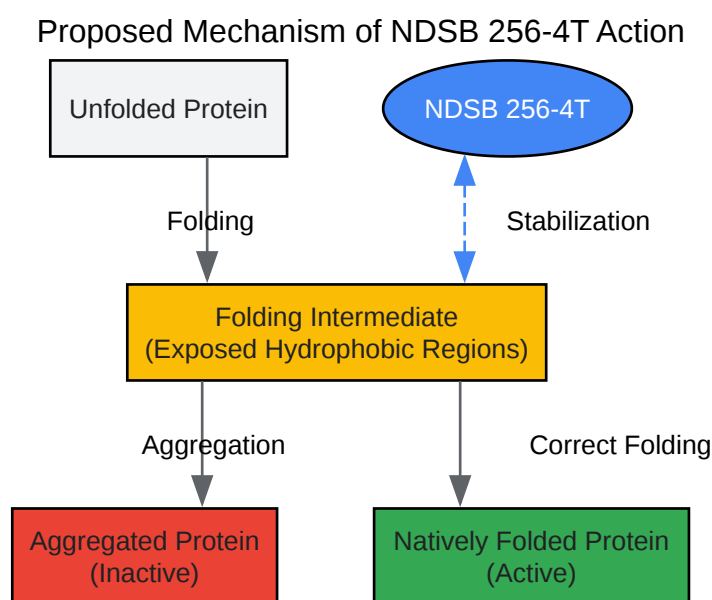 Proposed Mechanism of NDSB 256-4T Action
Unfolded Protein
NDSB 256-4T
Folding
Stabilization
Folding Intermediate
(Exposed Hydrophobic Regions)
Aggregation
Correct Folding
Aggregated Protein
(Inactive)
Natively Folded Protein
(Active)